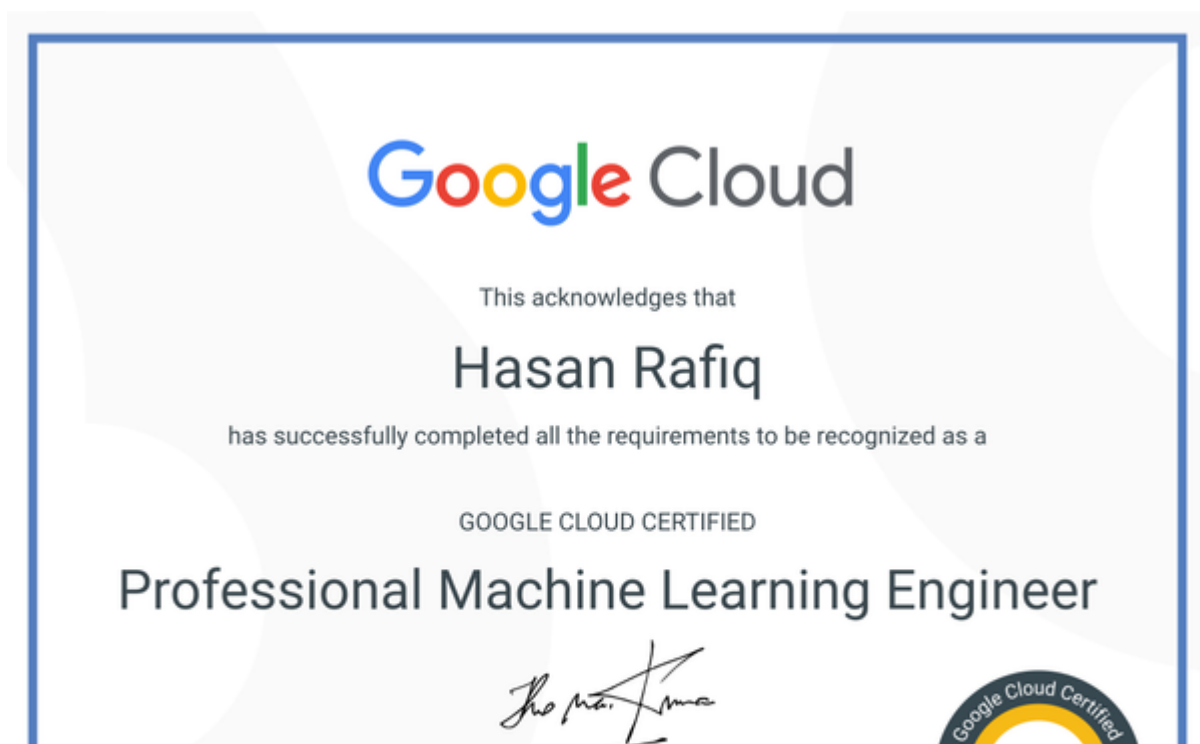 Google Cloud
This acknowledges that
Hasan Rafiq
has successfully completed all the requirements to be recognized as a
GOOGLE CLOUD CERTIFIED
Professional Machine Learning Engineer
Google Cloud Certified